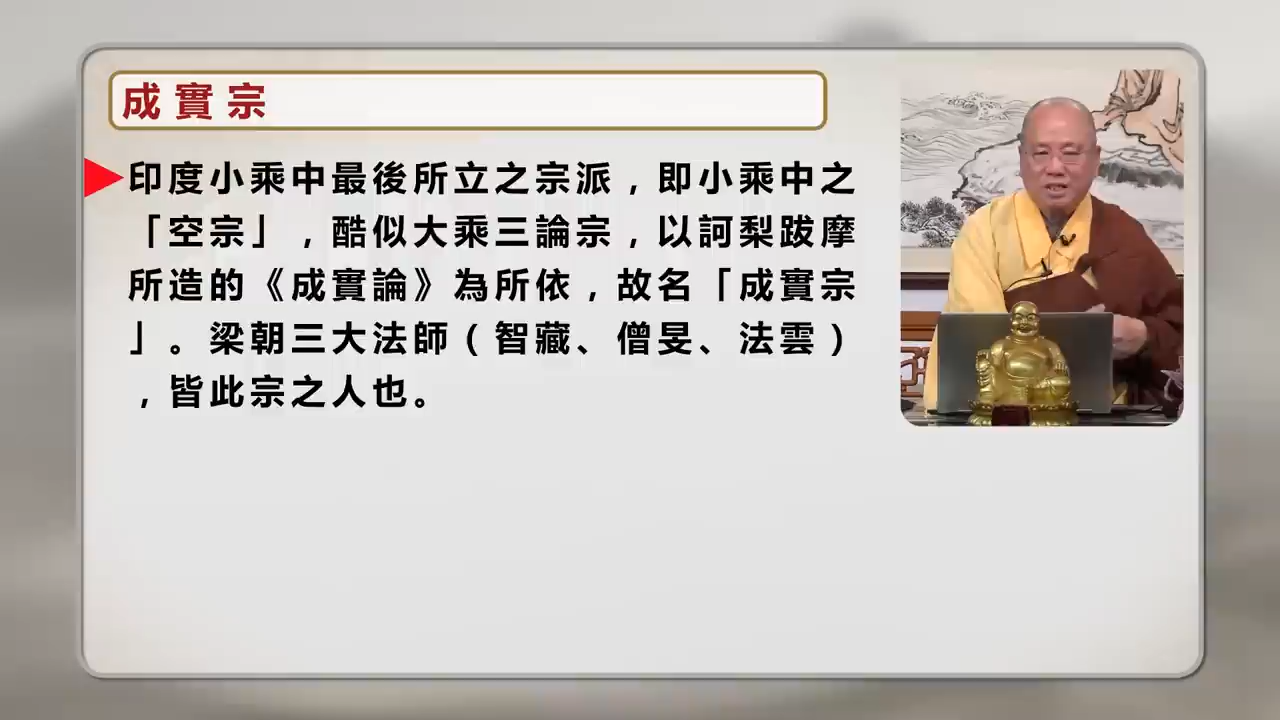 成實宗
印度小乘中最後所立之宗派，即小乘中之
「空宗」，酷似大乘三論宗，以訶梨跋摩
所造的《成實論》為所依，故名「成實宗
」。梁朝三大法師（智藏、僧旻、法雲）
，皆此宗之人也。